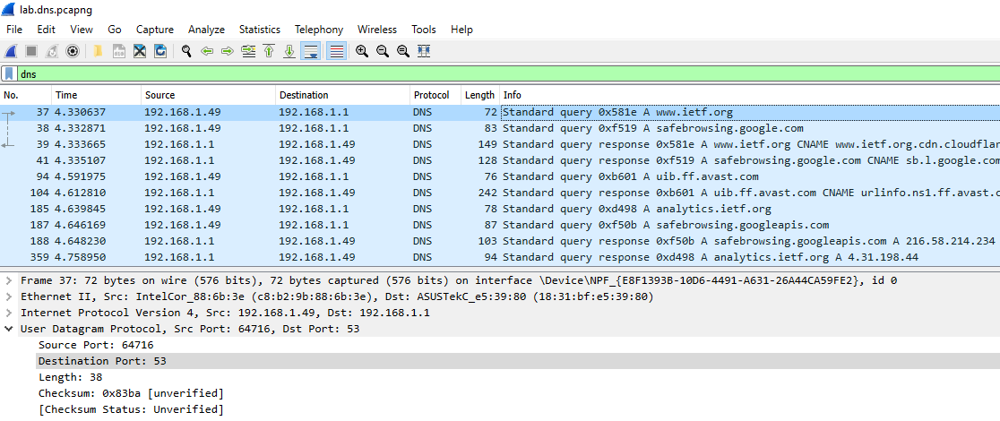 lab.dns.pcapng
File Edit View Go Capture Analyze Statistics Telephony Wireless Tools Help
dns
No. Time Source Destination Protocol Length Info
37 4.330637 192.168.1.49 192.168.1.1 DNS 72 Standard query 0x581e A www.ietf.org
38 4.332871 192.168.1.49 192.168.1.1 DNS 83 Standard query 0xf519 A safebrowsing.google.com
39 4.333665 192.168.1.1 192.168.1.49 DNS 149 Standard query response 0x581e A www.ietf.org CNAME www.ietf.org.cdn.cloudflar
41 4.335107 192.168.1.1 192.168.1.49 DNS 128 Standard query response 0xf519 A safebrowsing.google.com CNAME sb.l.google.com
94 4.591975 192.168.1.49 192.168.1.1 DNS 76 Standard query 0xb601 A uib.ff.avast.com
104 4.612810 192.168.1.1 192.168.1.49 DNS 242 Standard query response 0xb601 A uib.ff.avast.com CNAME urlinfo.ns1.ff.avast.c
185 4.639845 192.168.1.49 192.168.1.1 DNS 78 Standard query 0xd498 A analytics.ietf.org
187 4.646169 192.168.1.49 192.168.1.1 DNS 87 Standard query 0xf50b A safebrowsing.googleapis.com
188 4.648230 192.168.1.1 192.168.1.49 DNS 103 Standard query response 0xf50b A safebrowsing.googleapis.com A 216.58.214.234
359 4.758950 192.168.1.1 192.168.1.49 DNS 94 Standard query response 0xd498 A analytics.ietf.org A 4.31.198.44
Frame 37: 72 bytes on wire (576 bits), 72 bytes captured (576 bits) on interface \Device\NPF_{E8F1393B-10D6-4491-A631-26A44CA59FE2}, id 0
Ethernet II, Src: IntelCor_88:6b:3e (c8:b2:9b:88:6b:3e), Dst: ASUSTekC_e5:39:80 (18:31:bf:e5:39:80)
Internet Protocol Version 4, Src: 192.168.1.49, Dst: 192.168.1.1
User Datagram Protocol, Src Port: 64716, Dst Port: 53
Source Port: 64716
Destination Port: 53
Length: 38
Checksum: 0x83ba [unverified]
[Checksum Status: Unverified]